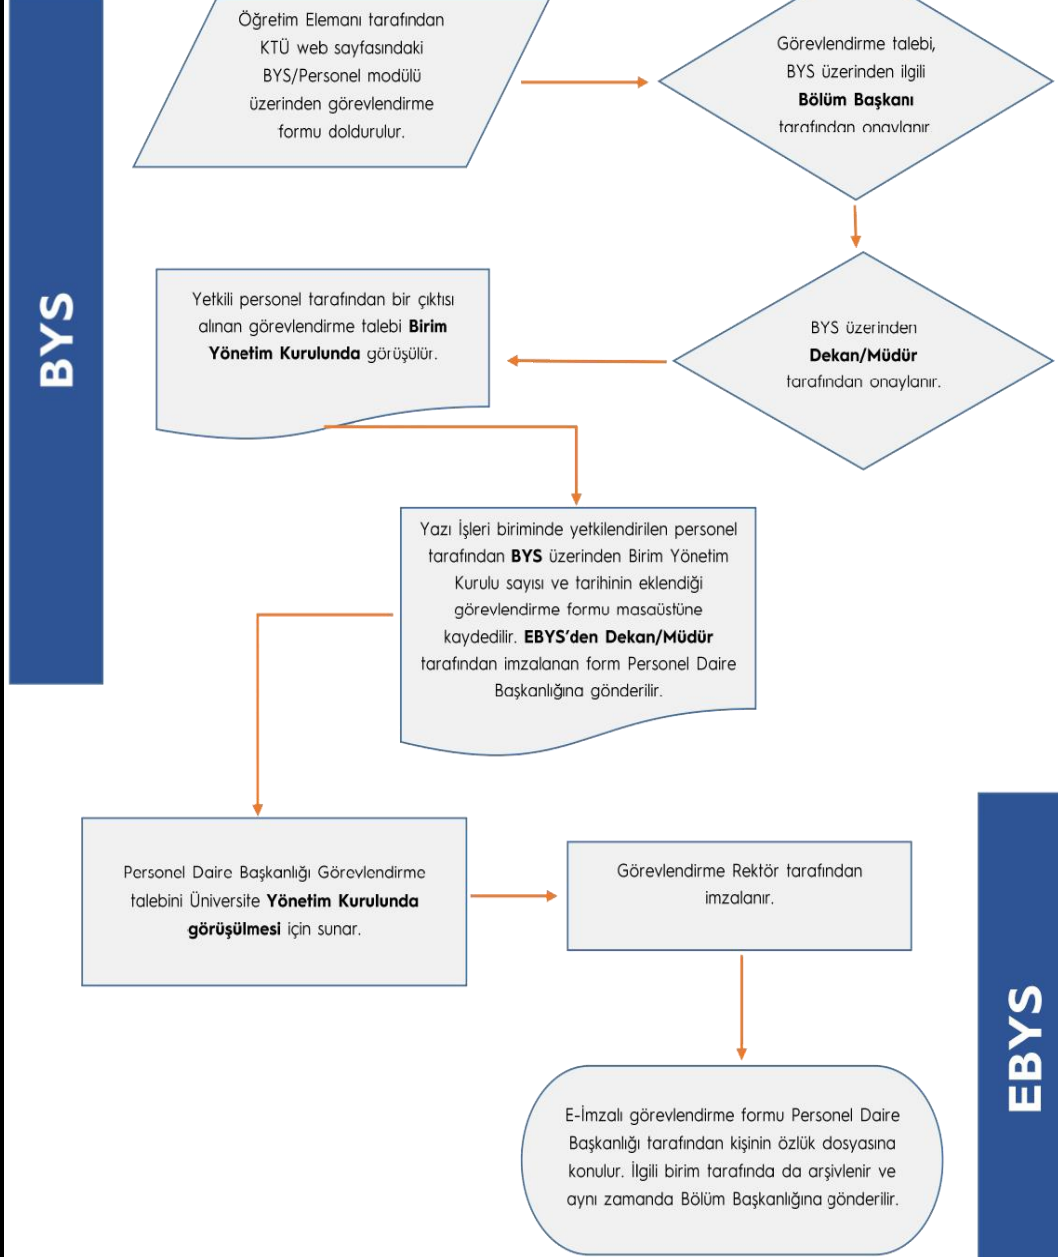 Öğretim Elemanı tarafından
KTÜ web sayfasındaki
BYS/Personel modülü
üzerinden görevlendirme
formu doldurulur.
Görevlendirme talebi,
BYS üzerinden ilgili
Bölüm Başkanı
tarafından onaylanır.
BYS
Yetkili personel tarafından bir çıktısı
alınan görevlendirme talebi Birim
Yönetim Kurulunda görüşülür.
BYS üzerinden
Dekan/Müdür
tarafından onaylanır.
Yazı İşleri biriminde yetkilendirilen personel
tarafından BYS üzerinden Birim Yönetim
Kurulu sayısı ve tarihinin eklendiği
görevlendirme formu masaüstüne
kaydedilir. EBYS’den Dekan/Müdür
tarafından imzalanan form Personel Daire
Başkanlığına gönderilir.
Personel Daire Başkanlığı Görevlendirme
talebini Üniversite Yönetim Kurulunda
görüşülmesi için sunar.
Görevlendirme Rektör tarafından
imzalanır.
EBYS
E-İmzalı görevlendirme formu Personel Daire
Başkanlığı tarafından kişinin özlük dosyasına
konulur. İlgili birim tarafında da arşivlenir ve
aynı zamanda Bölüm Başkanlığına gönderilir.